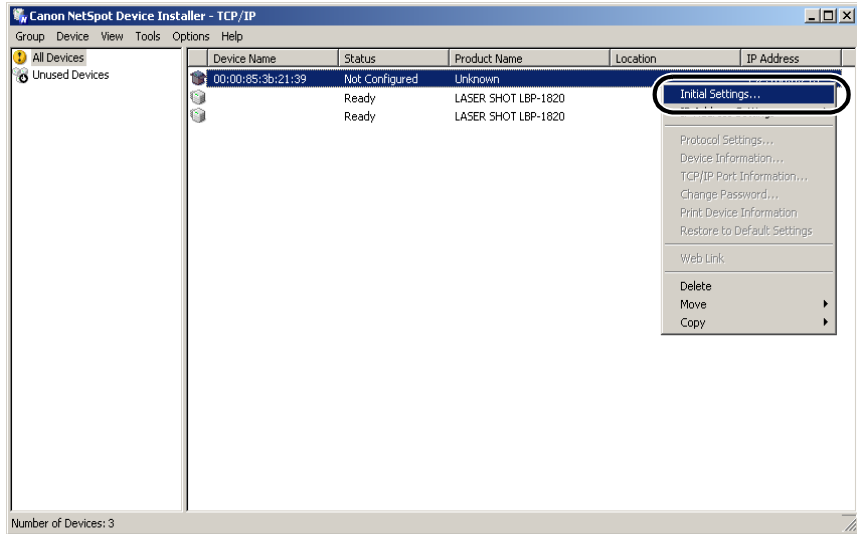 Canon NetSpot Device Installer - TCP/IP
Group Device View Tools Options Help
All Devices
Unused Devices
Device Name Status Product Name Location IP Address
00:00:85:3b:21:39 Not Configured Unknown
Ready LASER SHOT LBP-1820
Ready LASER SHOT LBP-1820
Initial Settings...
Protocol Settings...
Device Information...
TCP/IP Port Information...
Change Password...
Print Device Information
Restore to Default Settings
Web Link
Delete
Move
Copy
Number of Devices: 3